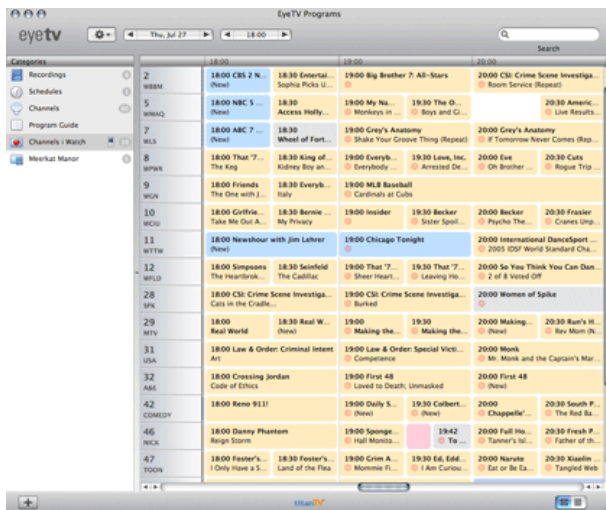 EyeTV Programs
eyetv
Thu, Jul 27
18:00
Search
Categories
18:00 19:00 20:00
Recordings
Schedules
Channels
Program Guide
Channels I Watch
Meerkat Manor
2 18:00 CBS 2 N... 18:30 Entertai... 19:00 Big Brother 7: All-Stars 20:00 CSI: Crime Scene Investiga...
WBBM (New) Sophia Picks U... Room Service (Repeat)
5 18:00 NBC 5 ... 18:30 19:00 My Na... 19:30 The O... 20:30 Americ...
WMAQ (New) Access Holly... Monkeys in ... Boys and Gi... Live Results...
7 18:00 ABC 7 ... 18:30 19:00 Grey's Anatomy 20:00 Grey's Anatomy
WLS (New) Wheel of Fort... Shake Your Groove Thing (Repeat) If Tomorrow Never Comes (Rep...
8 18:00 That '7... 18:30 King of... 19:00 Everyb... 19:30 Love, Inc. 20:00 Eve 20:30 Cuts
WPWR The Keg Kidney Boy an... Everybody ... Arrested De... Oh Brother ... Rogue Trip ...
9 18:00 Friends 18:30 Everyb... 19:00 MLB Baseball
WGN The One with J... Italy Cardinals at Cubs
10 18:00 Girlfrie... 18:30 Bernie ... 19:00 Insider 19:30 Becker 20:00 Becker 20:30 Frasier
WCIU Take Me Out A... My Privacy Sister Spoil... Psycho The... Cranes Unp...
11 18:00 Newshour with Jim Lehrer 19:00 Chicago Tonight 20:00 International DanceSport ...
WTTW (New) 2005 IDSF World Standard Cha...
12 18:00 Simpsons 18:30 Seinfeld 19:00 That '7... 19:30 That '7... 20:00 So You Think You Can Dan...
WFLD The Heartbrok... The Cadillac Sheer Heart... Leaving Ho... 2 of 8 Voted Off
28 18:00 CSI: Crime Scene Investiga... 19:00 CSI: Crime Scene Investiga... 20:00 Women of Spike
SPK Cats in the Cradle... Burked
29 18:00 18:30 Real W... 19:00 19:30 20:00 Making... 20:30 Run's H...
MTV Real World (New) Making the... Making the... (New) Rev Mom (N...
31 18:00 Law & Order: Criminal Intent 19:00 Law & Order: Special Victi... 20:00 Monk
USA Art Competence Mr. Monk and the Captain's Mar...
32 18:00 Crossing Jordan 19:00 First 48 20:00 First 48
A&E Code of Ethics Loved to Death; Unmasked (New)
42 18:00 Reno 911! 19:00 Daily S... 19:30 Colbert... 20:00 20:30 South P...
COMEDY (New) (New) Chappelle'... The Red Ba...
46 18:00 Danny Phantom 19:00 Sponge... 19:42 20:00 Full Ho... 20:30 Fresh P...
NICK Reign Storm Hall Monito... To ... Tanner's Isl... Father of th...
47 18:00 Foster's... 18:30 Foster's... 19:00 Grim A... 19:30 Ed, Edd... 20:00 Naruto 20:30 Xiaolin ...
TOON I Only Have a S... Land of the Flea Mommie Fi... I Am Curiou... Eat or Be Ea... Tangled Web
titanTV